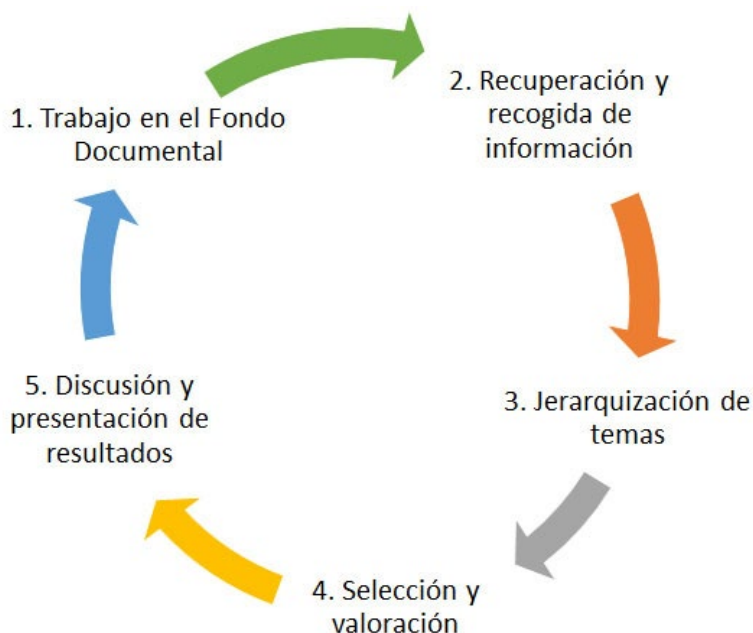 1. Trabajo en el Fondo
Documental
2. Recuperación y
recogida de
información
3. Jerarquización de
temas
4. Selección y
valoración
5. Discusión y
presentación de
resultados